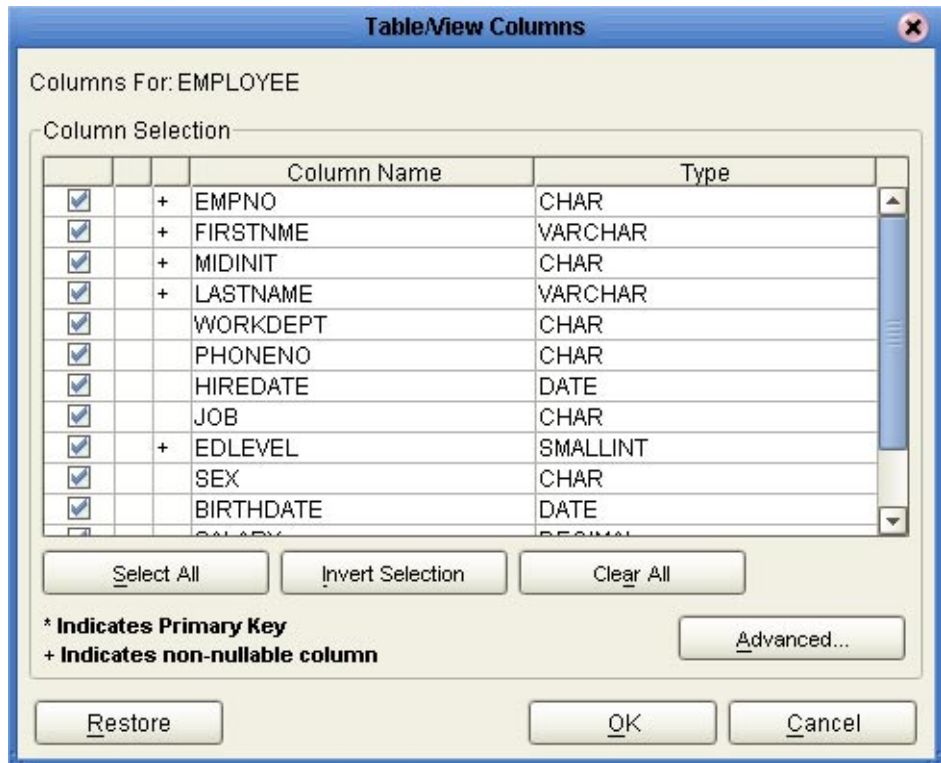 Table/View Columns
Columns For: EMPLOYEE
Column Selection
Column Name Type
+ EMPNO CHAR
+ FIRSTNME VARCHAR
+ MIDINIT CHAR
+ LASTNAME VARCHAR
WORKDEPT CHAR
PHONENO CHAR
HIREDATE DATE
JOB CHAR
+ EDLEVEL SMALLINT
SEX CHAR
BIRTHDATE DATE
SALARY DECIMAL
Select All Invert Selection Clear All
* Indicates Primary Key
+ Indicates non-nullable column
Advanced...
Restore OK Cancel